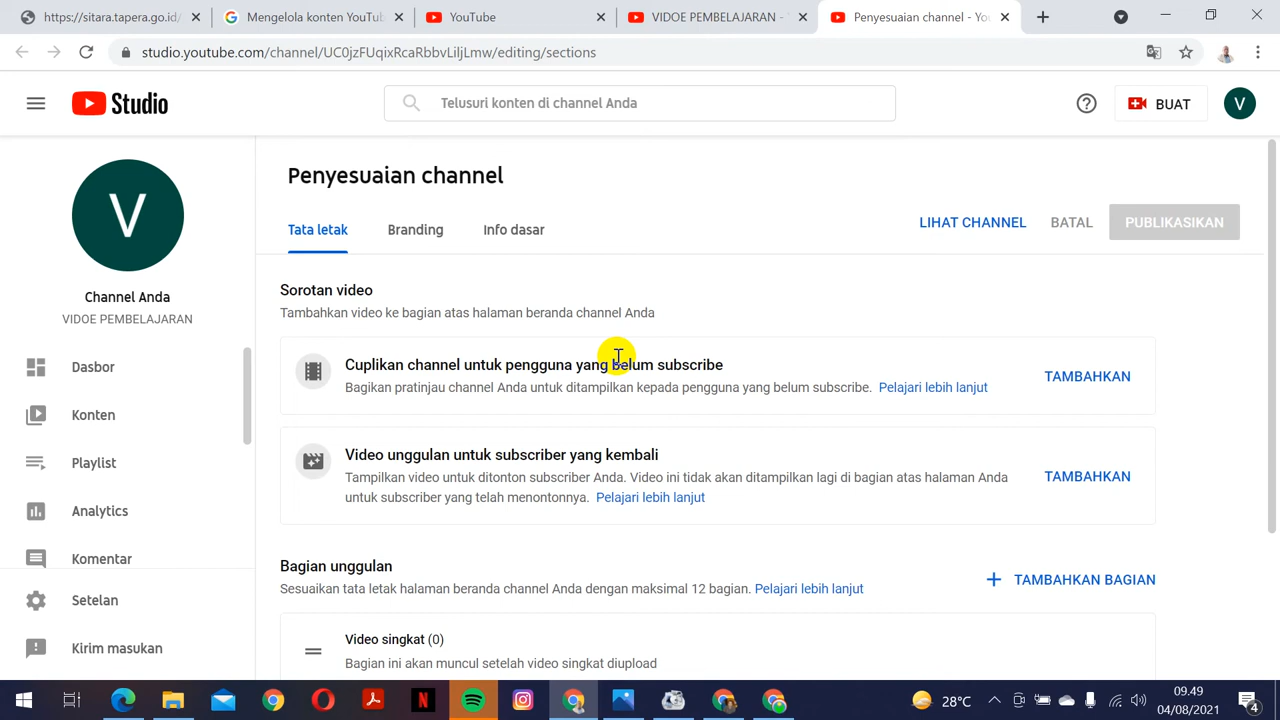 https://sitara.tapera.go.id/
Mengelola konten YouTub
YouTube
VIDOE PEMBELAJARAN -
Penyesuaian channel - You
studio.youtube.com/channel/UC0jzFUqixRcaRbbvLiljLmw/editing/sections
Studio
Telusuri konten di channel Anda
BUAT
V
V
Channel Anda
VIDOE PEMBELAJARAN
Dasbor
Konten
Playlist
Analytics
Komentar
Setelan
Kirim masukan
Penyesuaian channel
Tata letak Branding Info dasar
LIHAT CHANNEL BATAL PUBLIKASIKAN
Sorotan video
Tambahkan video ke bagian atas halaman beranda channel Anda
Cuplikan channel untuk pengguna yang belum subscribe
Bagikan pratinjau channel Anda untuk ditampilkan kepada pengguna yang belum subscribe. Pelajari lebih lanjut
TAMBAHKAN
Video unggulan untuk subscriber yang kembali
Tampilkan video untuk ditonton subscriber Anda. Video ini tidak akan ditampilkan lagi di bagian atas halaman Anda
untuk subscriber yang telah menontonnya. Pelajari lebih lanjut
TAMBAHKAN
Bagian unggulan
Sesuaikan tata letak halaman beranda channel Anda dengan maksimal 12 bagian. Pelajari lebih lanjut
TAMBAHKAN BAGIAN
Video singkat (0)
Bagian ini akan muncul setelah video singkat diupload
28°C
09.49
04/08/2021
4